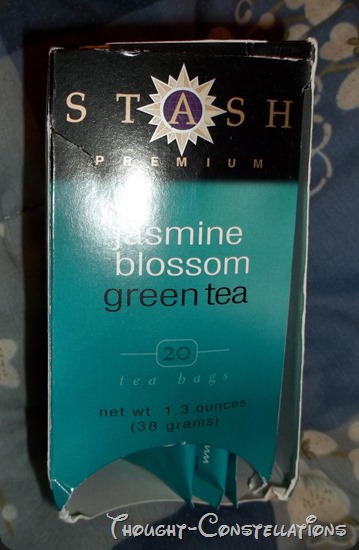 STASH
PREMIUM
jasmine
blossom
green tea
20
tea bags
net wt. 1.3 ounces
(38 grams)
Thought-Constellations